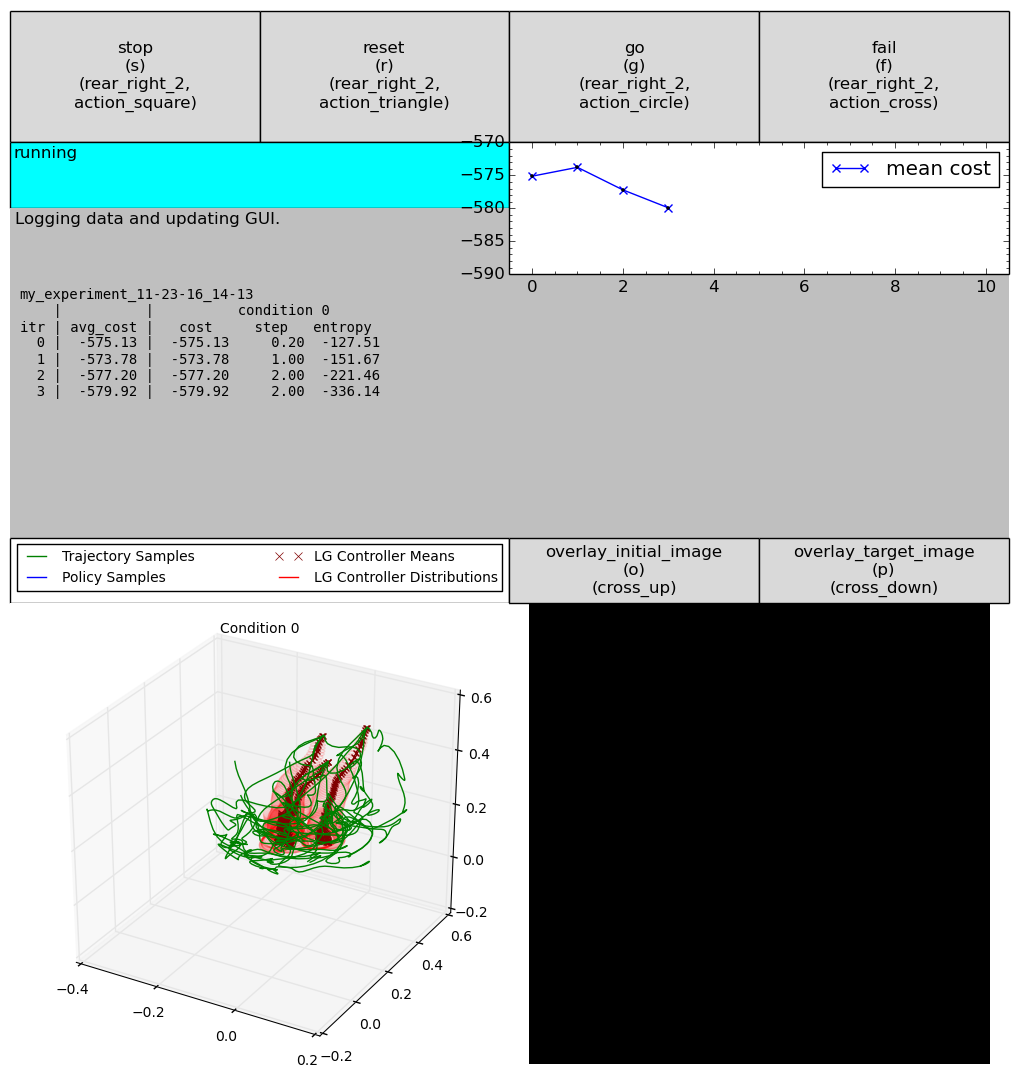 stop
(s)
(rear_right_2,
action_square)
reset
(r)
(rear_right_2,
action_triangle)
go
(g)
(rear_right_2,
action_circle)
fail
(f)
(rear_right_2,
action_cross)
running
−570
−575
−580
−585
−590
mean cost
0 2 4 6 8 10
Logging data and updating GUI.
my_experiment_11-23-16_14-13
| | condition 0
itr | avg_cost | cost step entropy
0 | -575.13 | -575.13 0.20 -127.51
1 | -573.78 | -573.78 1.00 -151.67
2 | -577.20 | -577.20 2.00 -221.46
3 | -579.92 | -579.92 2.00 -336.14
Trajectory Samples
Policy Samples
LG Controller Means
LG Controller Distributions
overlay_initial_image
(o)
(cross_up)
overlay_target_image
(p)
(cross_down)
Condition 0
0.6
0.4
0.2
0.0
−0.2
0.6
0.4
0.2
0.0
−0.2
−0.4
−0.2
0.0
0.2